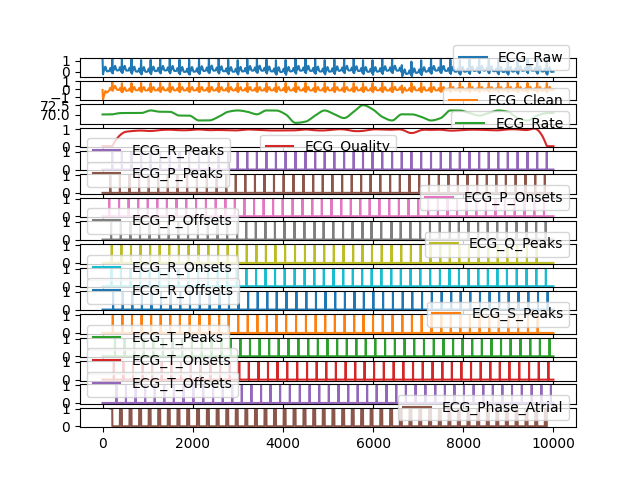 1
0
ECG_Raw
0
−1
ECG_Clean
72.5
70.0
ECG_Rate
1
0
ECG_Quality
1
0
ECG_R_Peaks
1
0
ECG_P_Peaks
1
0
ECG_P_Onsets
1
0
ECG_P_Offsets
1
0
ECG_Q_Peaks
1
0
ECG_R_Onsets
1
0
ECG_R_Offsets
1
0
ECG_S_Peaks
1
0
ECG_T_Peaks
1
0
ECG_T_Onsets
1
0
ECG_T_Offsets
1
0
ECG_Phase_Atrial
0 2000 4000 6000 8000 10000